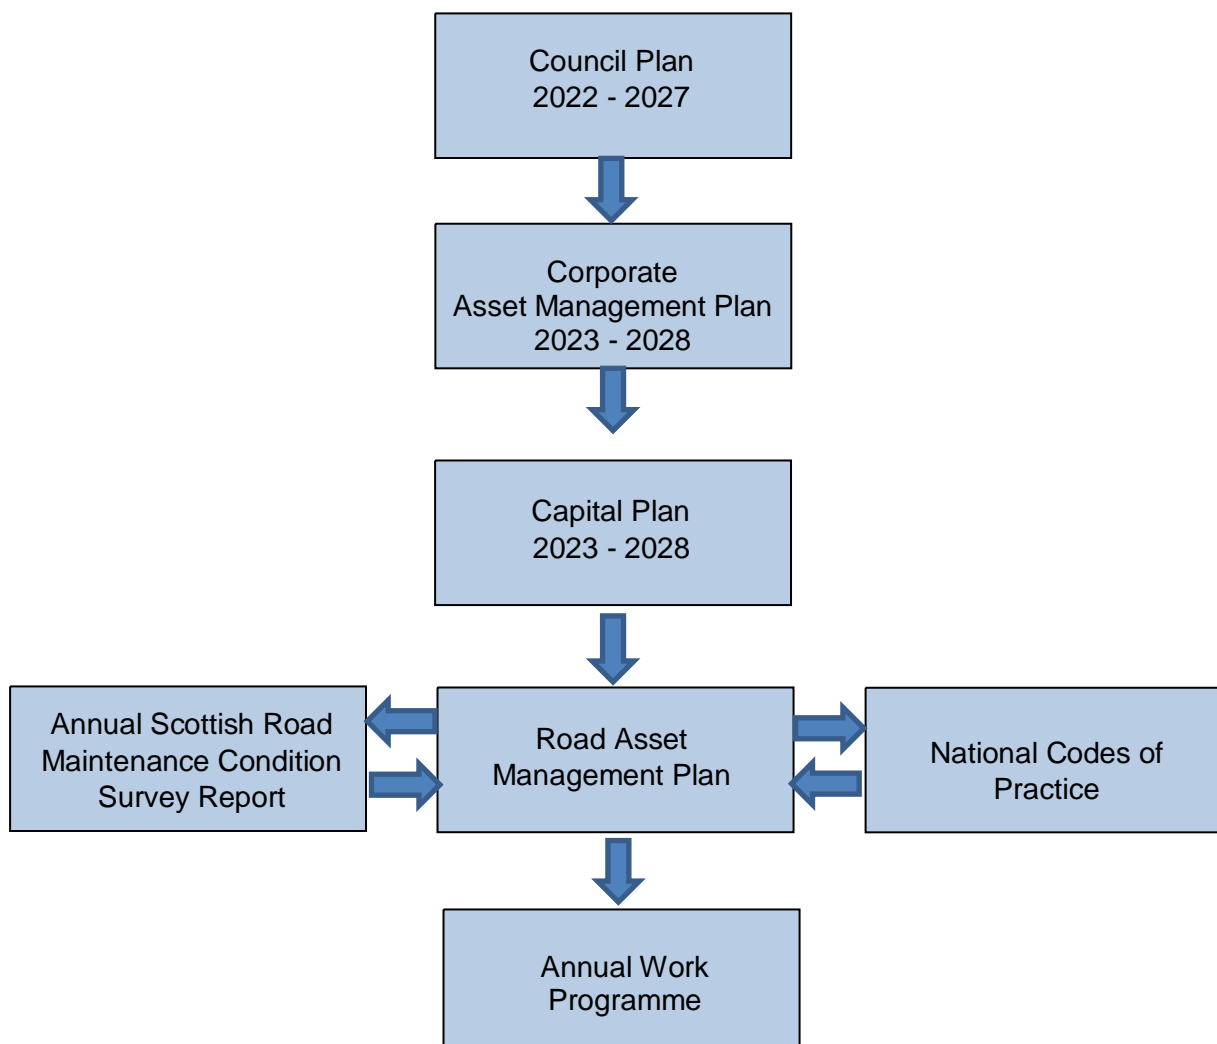 Council Plan
2022 - 2027
Corporate
Asset Management Plan
2023 - 2028
Capital Plan
2023 - 2028
Annual Scottish Road
Maintenance Condition
Survey Report
Road Asset
Management Plan
National Codes of
Practice
Annual Work
Programme